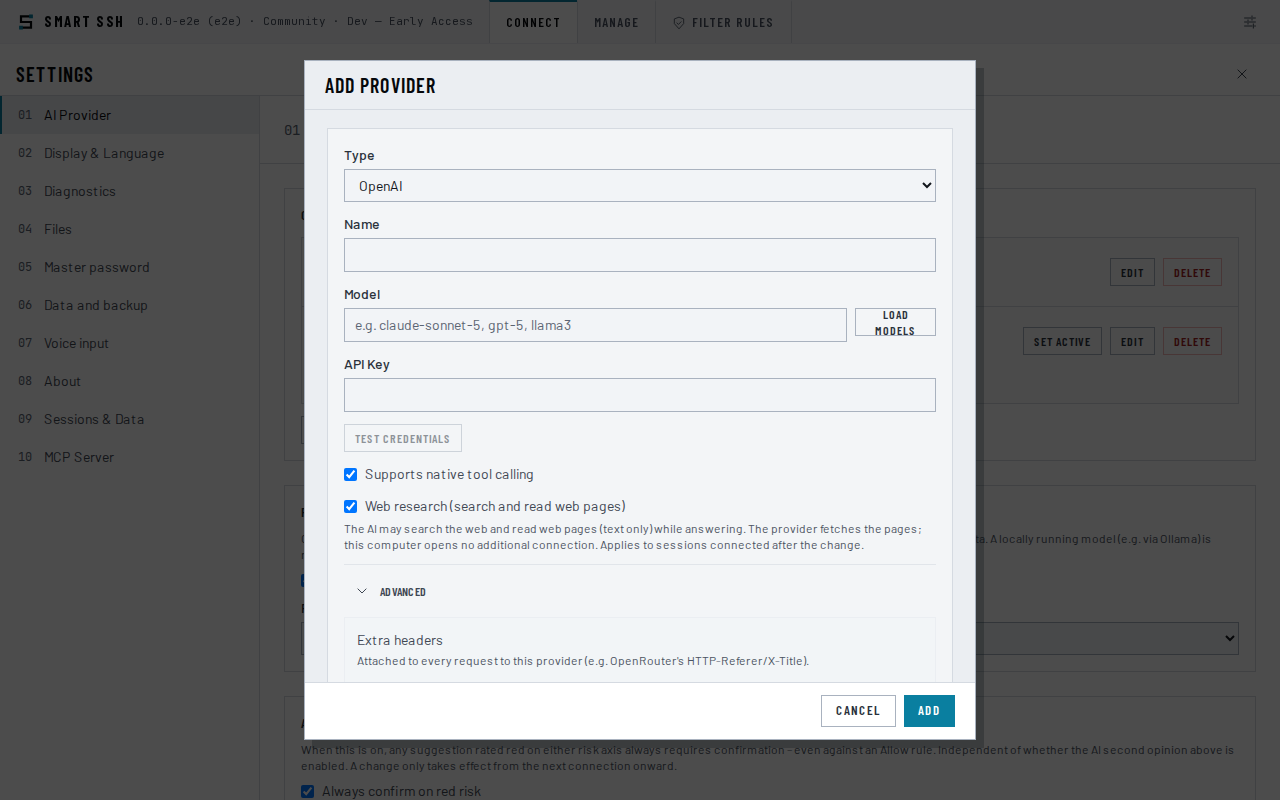 SMART SSH 0.0.0-e2e (e2e) · Community · Dev — Early Access CONNECT MANAGE FILTER RULES
SETTINGS
01 AI Provider
02 Display & Language
03 Diagnostics
04 Files
05 Master password
06 Data and backup
07 Voice input
08 About
09 Sessions & Data
10 MCP Server
01
EDIT DELETE
SET ACTIVE EDIT DELETE
ta. A locally running model (e.g. via Ollama) is
When this is on, any suggestion rated red on either risk axis always requires confirmation - even against an Allow rule. Independent of whether the AI second opinion above is
enabled. A change only takes effect from the next connection onward.
Always confirm on red risk
ADD PROVIDER
Type
OpenAI
Name
Model
e.g. claude-sonnet-5, gpt-5, llama3
LOAD
MODELS
API Key
TEST CREDENTIALS
Supports native tool calling
Web research (search and read web pages)
The AI may search the web and read web pages (text only) while answering. The provider fetches the pages;
this computer opens no additional connection. Applies to sessions connected after the change.
ADVANCED
Extra headers
Attached to every request to this provider (e.g. OpenRouter's HTTP-Referer/X-Title).
CANCEL ADD